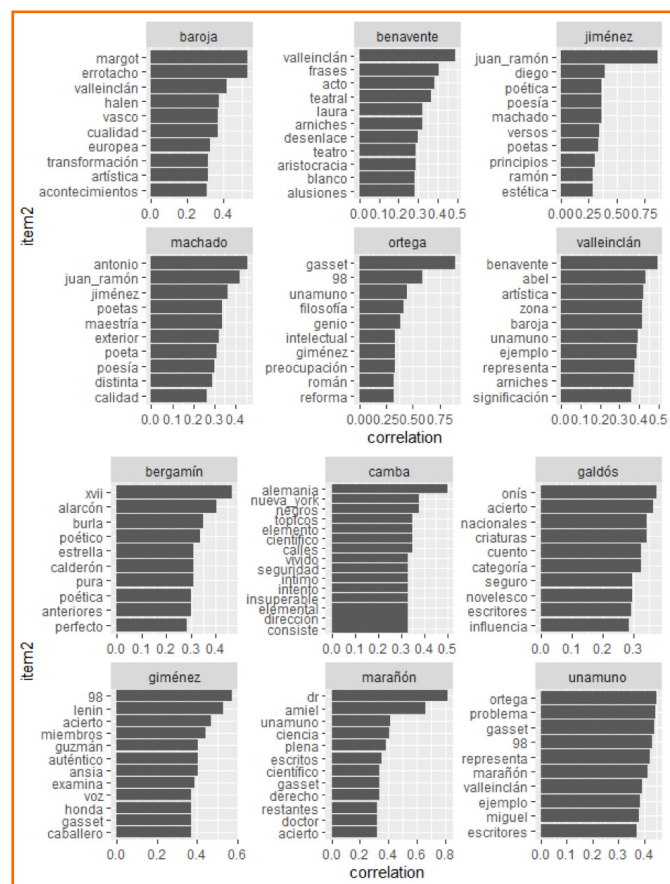 baroja
margot
errotacho
valleinclán
halen
vasco
cualidad
europea
transformación
artística
acontecimientos
0.0 0.2 0.4
benavente
valleinclán
frases
acto
teatral
laura
arniches
desenlace
teatro
aristocracia
blanco
alusiones
0.00.10.20.30.40.5
jiménez
juan_ramón
diego
poética
poesía
machado
versos
poetas
principios
ramón
estética
0.000.250.500.75
item2
machado
antonio
juan_ramón
jiménez
poetas
maestría
exterior
poeta
poesía
distinta
calidad
0.0 0.1 0.2 0.3 0.4
ortega
gasset
98
unamuno
filosofía
genio
intelectual
giménez
preocupación
román
reforma
0.000.250.500.75
valleinclán
benavente
abel
artística
zona
baroja
unamuno
ejemplo
representa
arniches
significación
0.00.10.20.30.40.5
correlation
bergamín
xvii
alarcón
burla
poético
estrella
calderón
pura
poética
anteriores
perfecto
0.0 0.1 0.2 0.3 0.4
camba
alemania
nueva_york
negros
tópicos
elemento
científico
calles
vivido
seguridad
íntimo
intento
insuperable
elemental
dirección
consiste
0.0 0.1 0.2 0.3 0.4 0.5
galdós
onís
acierto
nacionales
criaturas
cuento
categoría
seguro
novelesco
escritores
influencia
0.0 0.1 0.2 0.3
item2
giménez
98
lenin
acierto
miembros
guzmán
auténtico
ansia
examina
voz
honda
gasset
caballero
0.0 0.2 0.4 0.6
marañón
dr
amiel
unamuno
ciencia
plena
escritos
científico
gasset
derecho
restantes
doctor
acierto
0.0 0.2 0.4 0.6 0.8
unamuno
ortega
problema
gasset
98
representa
marañón
valleinclán
ejemplo
miguel
escritores
0.0 0.1 0.2 0.3 0.4
correlation